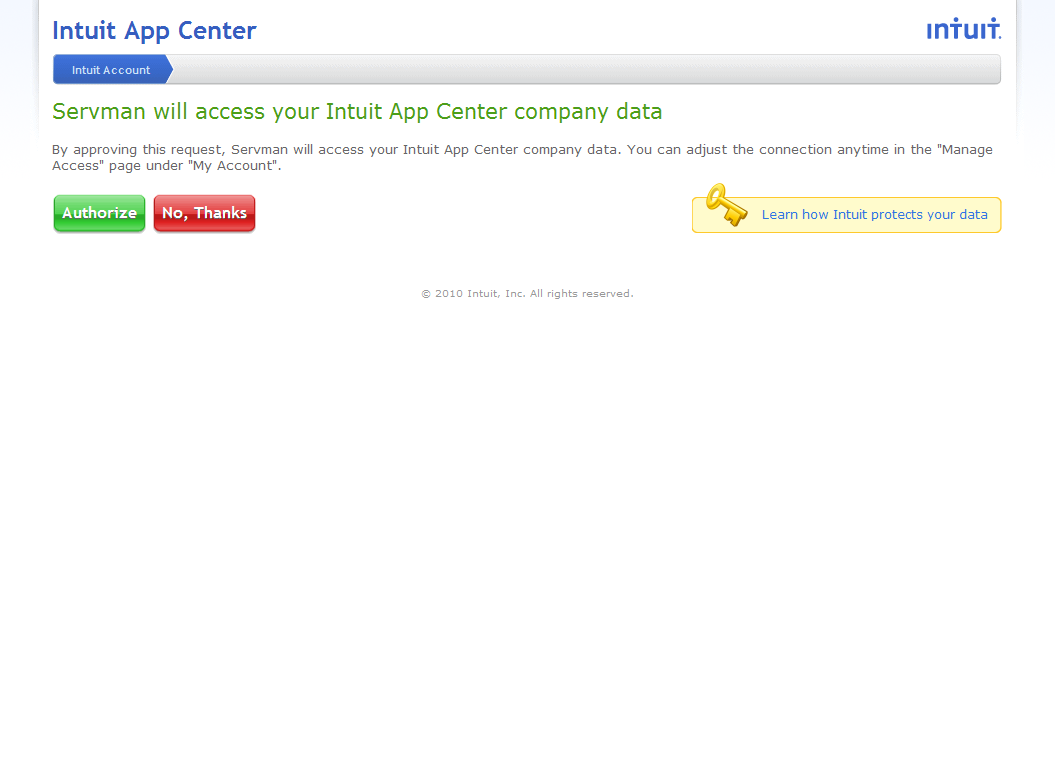 Intuit App Center
intuit.
Intuit Account
Servman will access your Intuit App Center company data
By approving this request, Servman will access your Intuit App Center company data. You can adjust the connection anytime in the "Manage
Access" page under "My Account".
Authorize
No, Thanks
Learn how Intuit protects your data
© 2010 Intuit, Inc. All rights reserved.